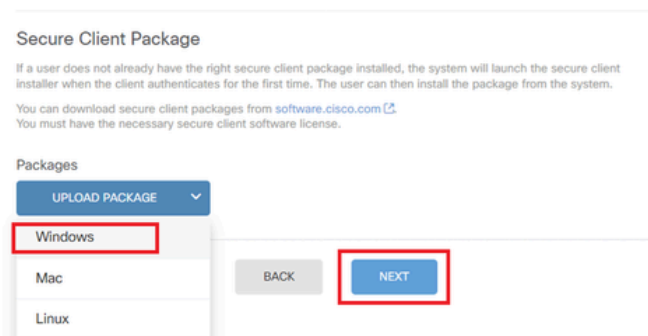 Secure Client Package
If a user does not already have the right secure client package installed, the system will launch the secure client
installer when the client authenticates for the first time. The user can then install the package from the system.
You can download secure client packages from software.cisco.com
You must have the necessary secure client software license.
Packages
UPLOAD PACKAGE
Windows
Mac
Linux
BACK
NEXT